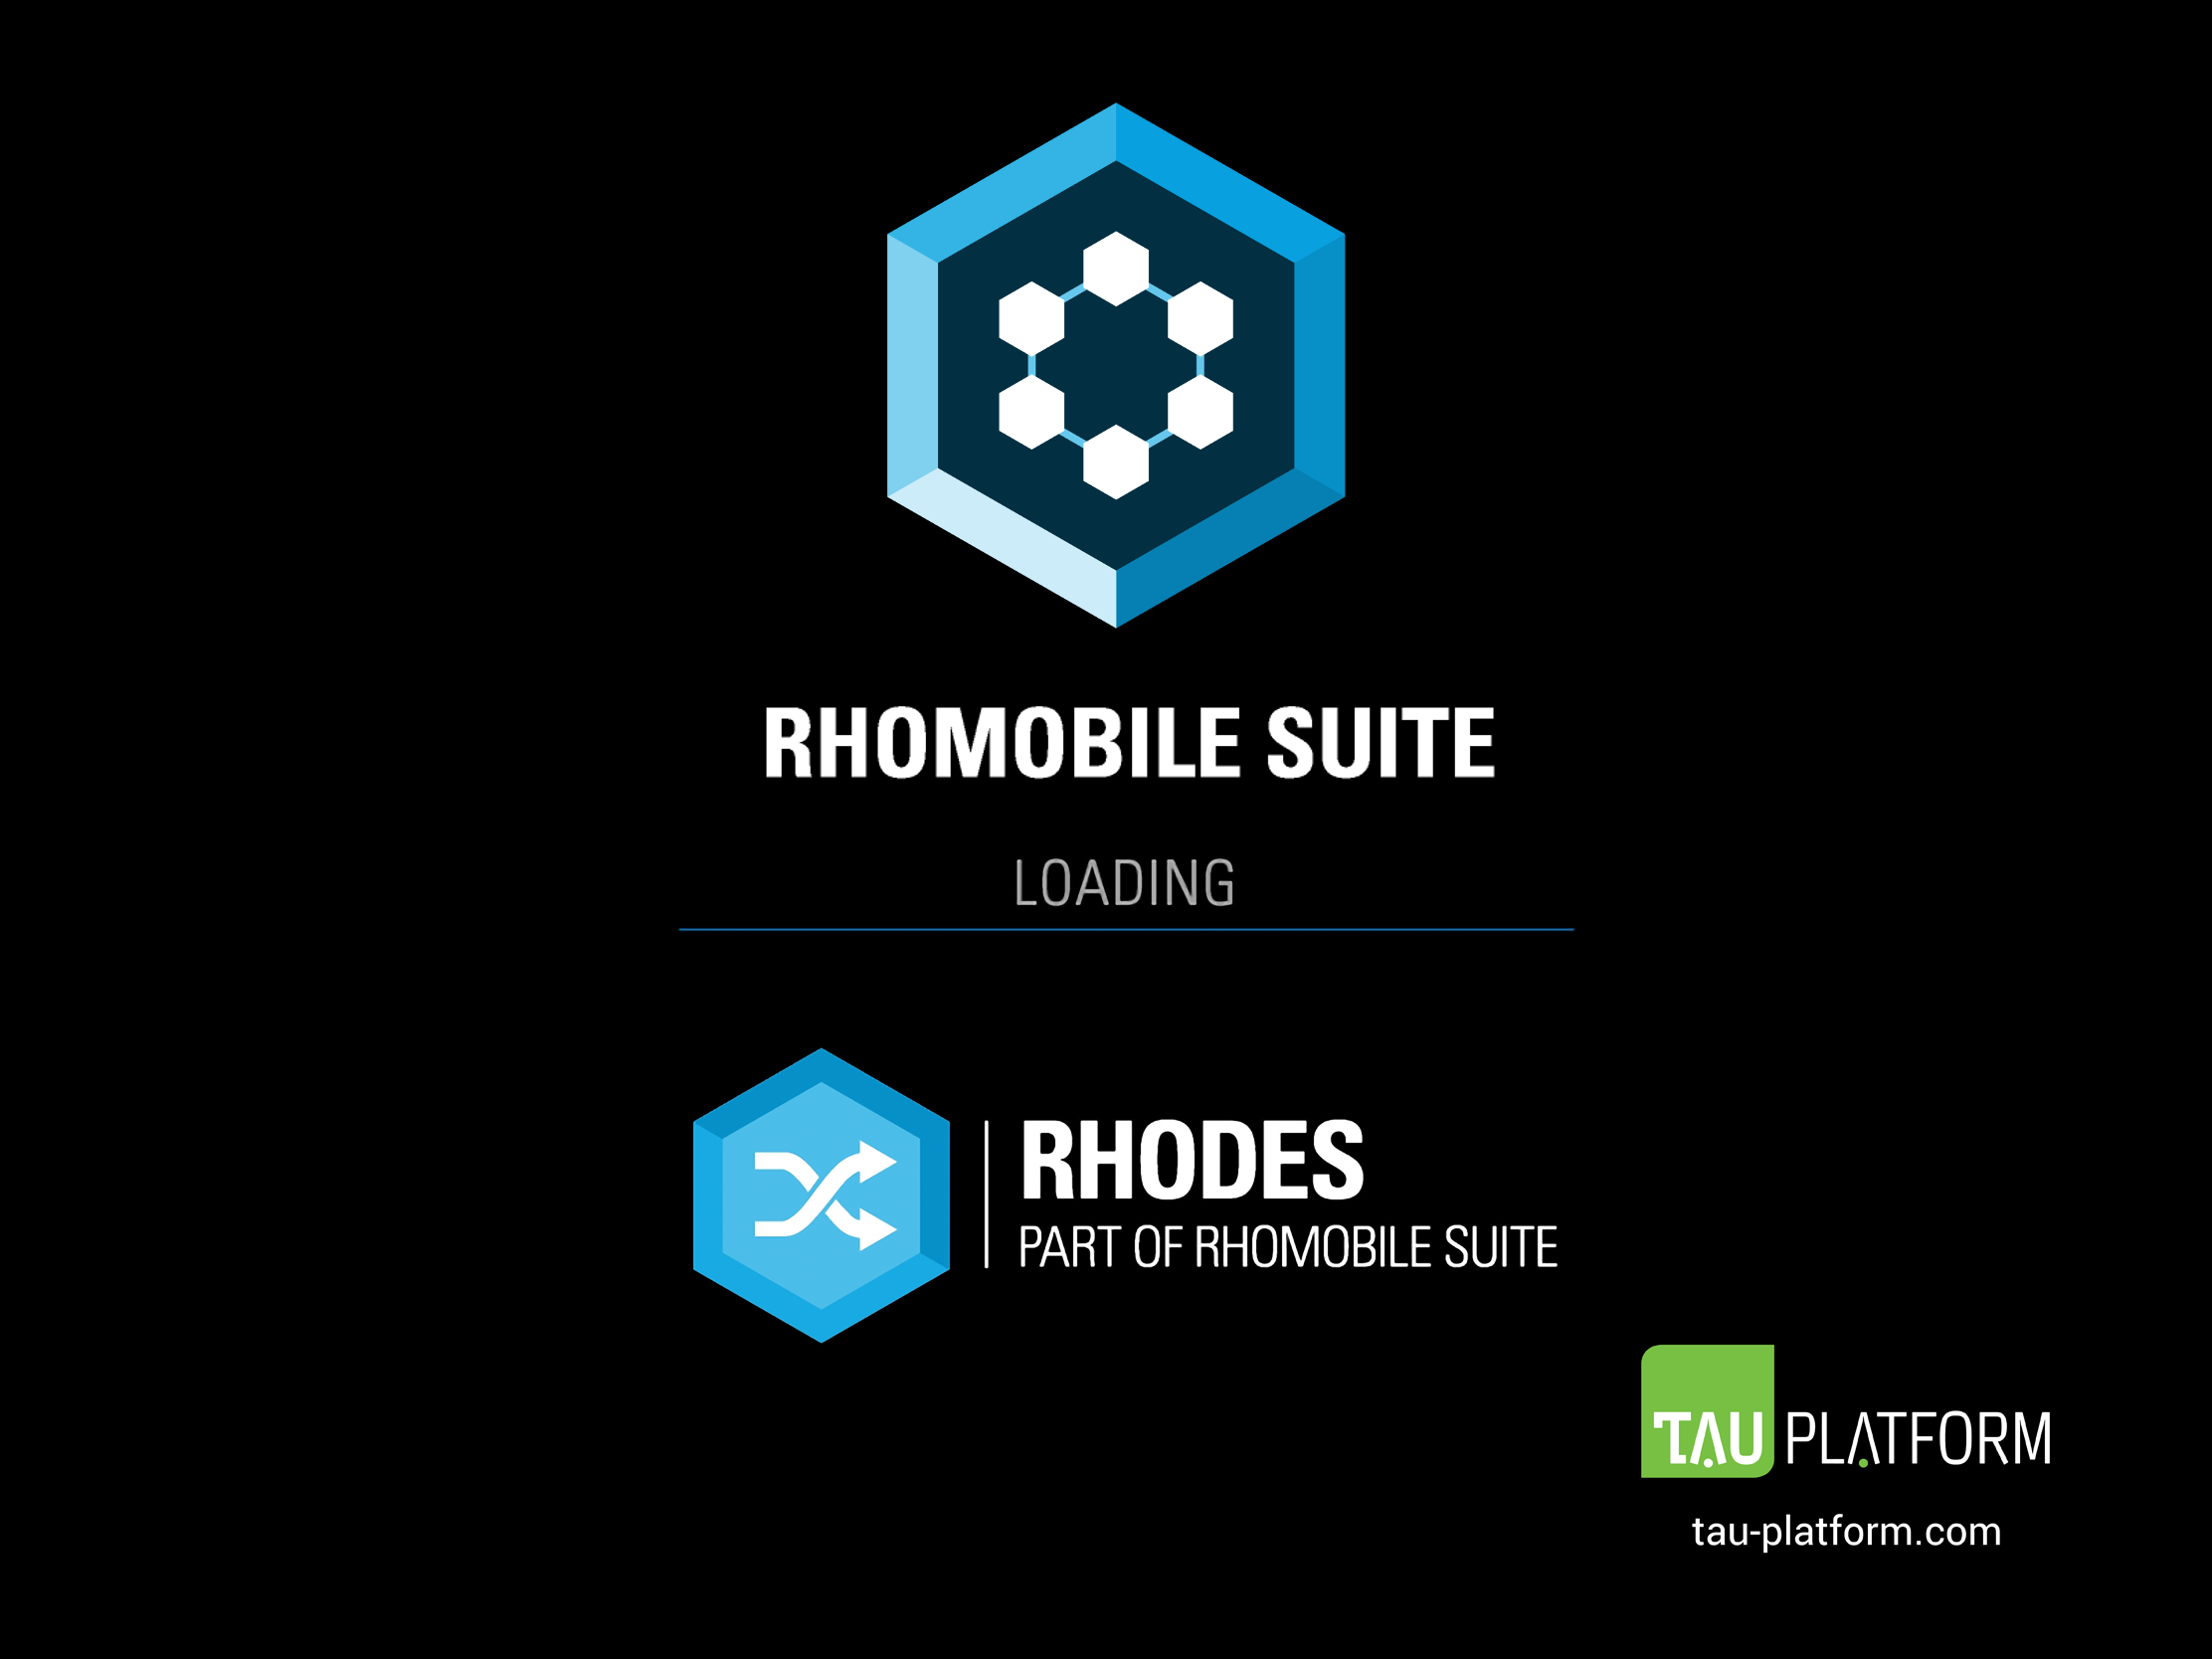 RHOMOBILE SUITE
LOADING
RHODES
PART OF RHOMOBILE SUITE
TAU PLATFORM
tau-platform.com